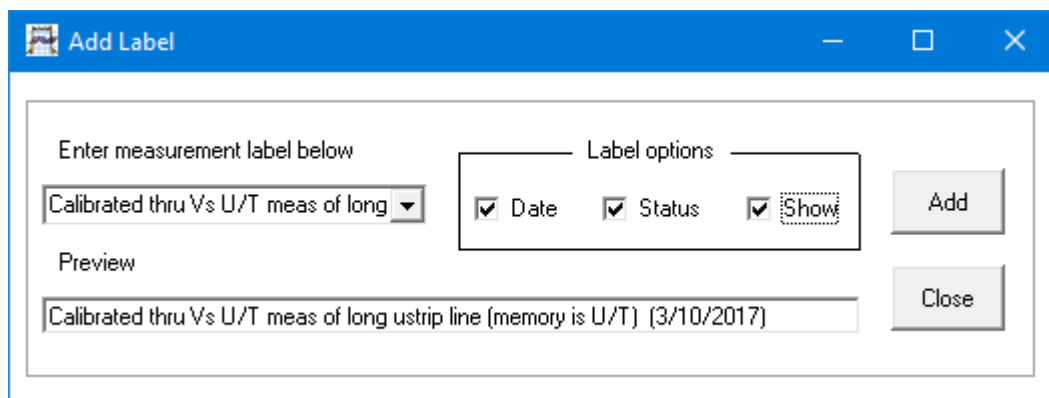 Add Label
Enter measurement label below
Calibrated thru Vs U/T meas of long
Label options
Date
Status
Show
Add
Preview
Calibrated thru Vs U/T meas of long ustrip line (memory is U/T) (3/10/2017)
Close